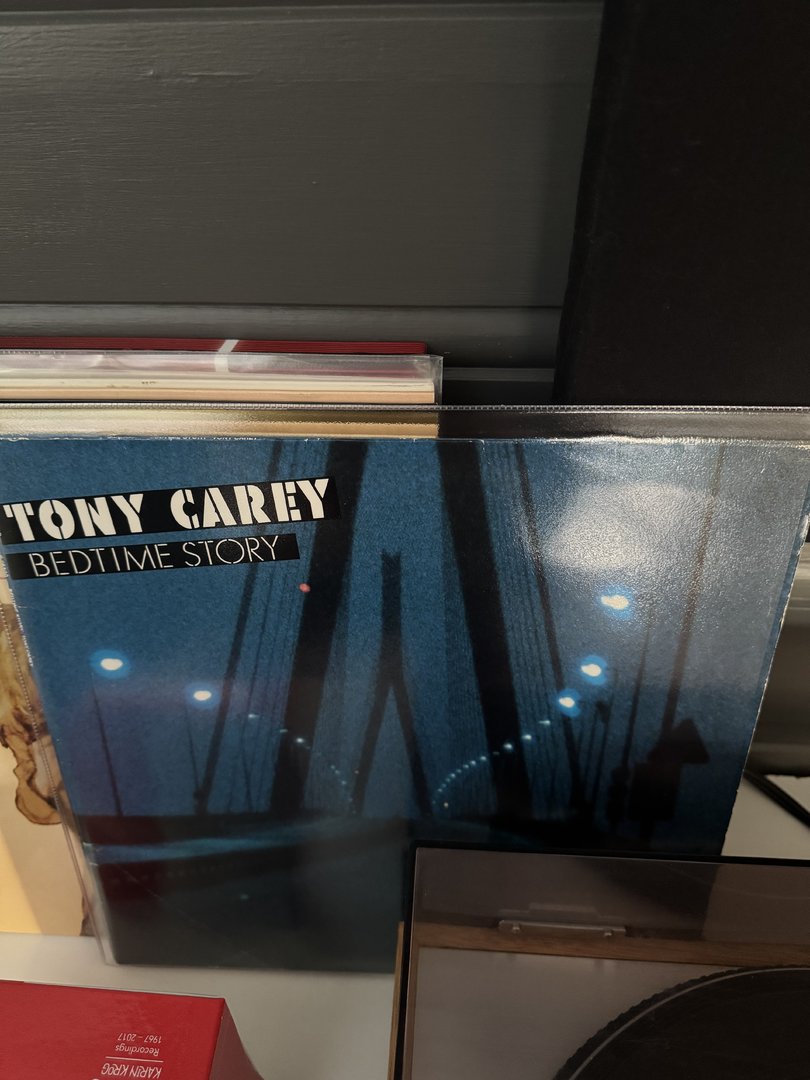 TONY CAREY
BEDTIME STORY
KARIN KROG
Recordings
1967 – 2017